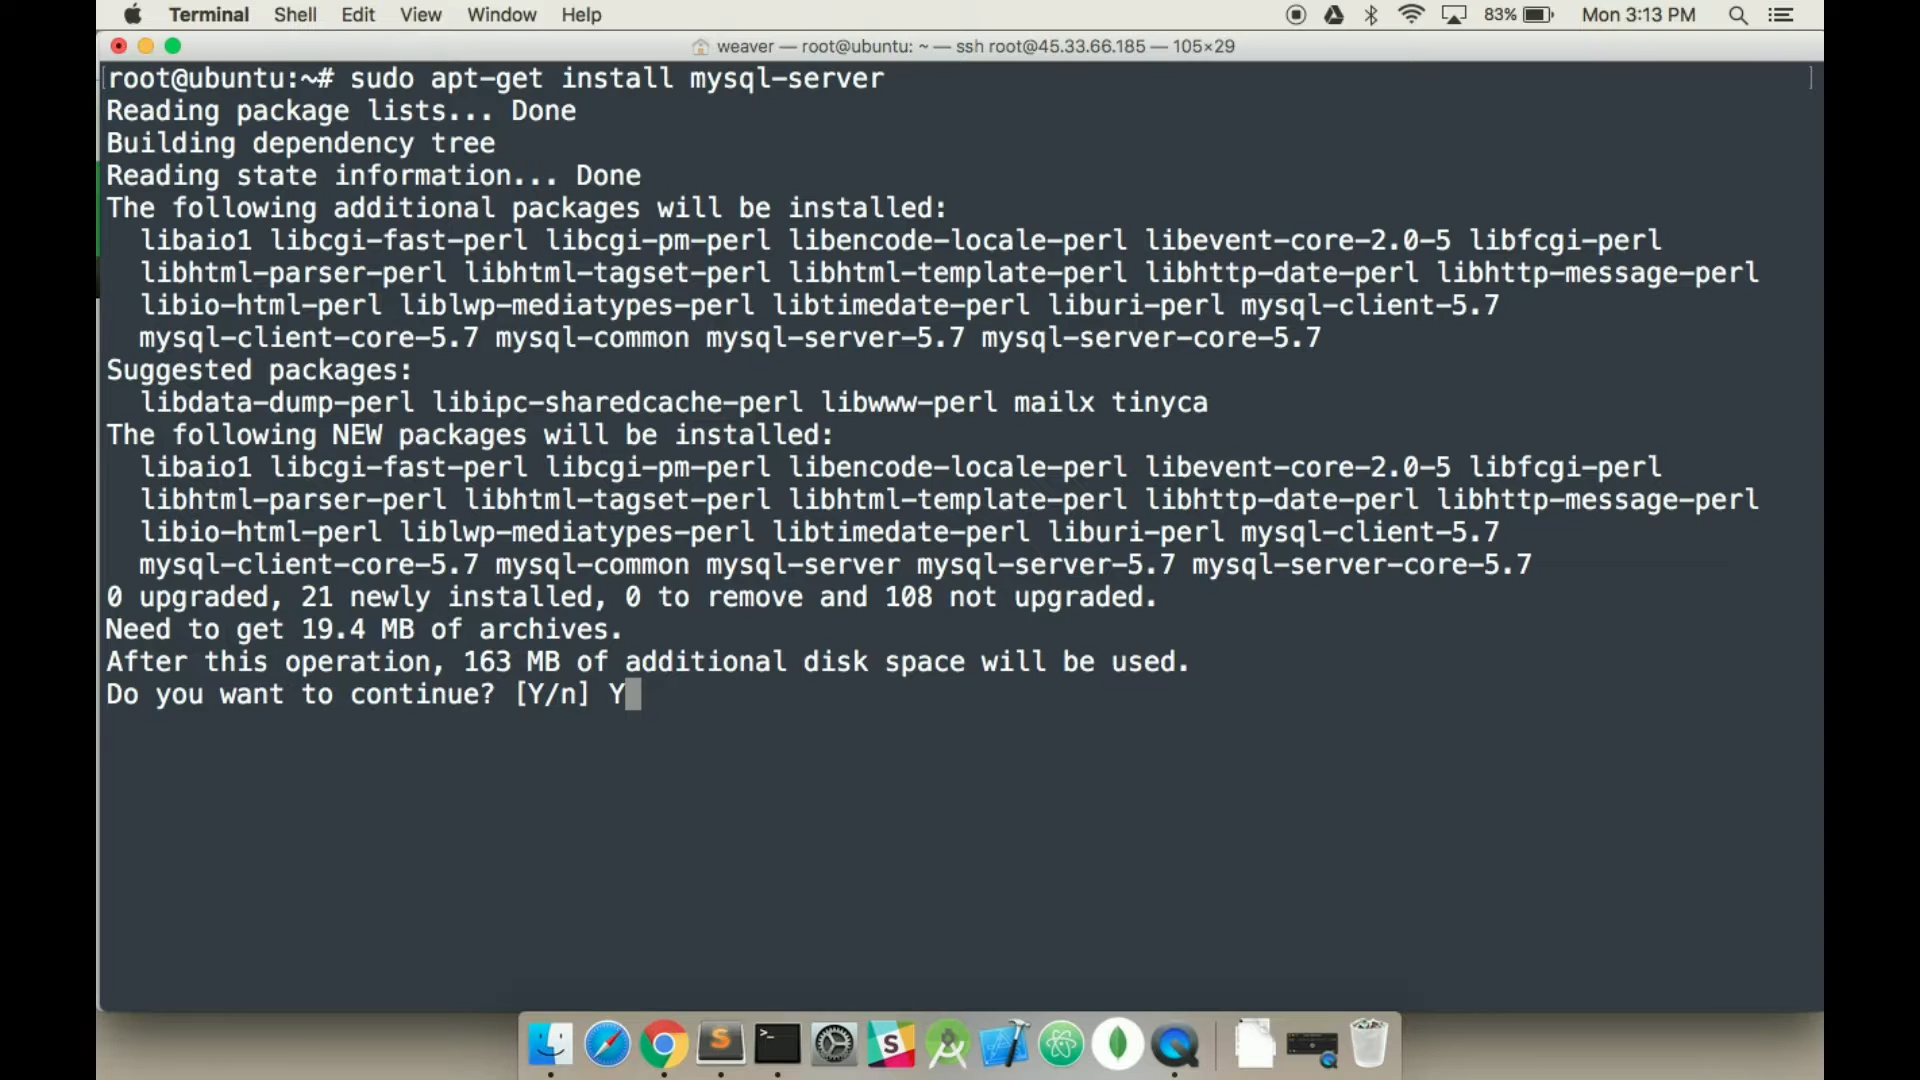 Terminal Shell Edit View Window Help 83% Mon 3:13 PM
weaver — root@ubuntu: ~ — ssh root@45.33.66.185 — 105×29
[root@ubuntu:~# sudo apt-get install mysql-server ]
Reading package lists... Done
Building dependency tree
Reading state information... Done
The following additional packages will be installed:
libaio1 libcgi-fast-perl libcgi-pm-perl libencode-locale-perl libevent-core-2.0-5 libfcgi-perl
libhtml-parser-perl libhtml-tagset-perl libhtml-template-perl libhttp-date-perl libhttp-message-perl
libio-html-perl liblwp-mediatypes-perl libtimedate-perl liburi-perl mysql-client-5.7
mysql-client-core-5.7 mysql-common mysql-server-5.7 mysql-server-core-5.7
Suggested packages:
libdata-dump-perl libipc-sharedcache-perl libwww-perl mailx tinyca
The following NEW packages will be installed:
libaio1 libcgi-fast-perl libcgi-pm-perl libencode-locale-perl libevent-core-2.0-5 libfcgi-perl
libhtml-parser-perl libhtml-tagset-perl libhtml-template-perl libhttp-date-perl libhttp-message-perl
libio-html-perl liblwp-mediatypes-perl libtimedate-perl liburi-perl mysql-client-5.7
mysql-client-core-5.7 mysql-common mysql-server mysql-server-5.7 mysql-server-core-5.7
0 upgraded, 21 newly installed, 0 to remove and 108 not upgraded.
Need to get 19.4 MB of archives.
After this operation, 163 MB of additional disk space will be used.
Do you want to continue? [Y/n] Y